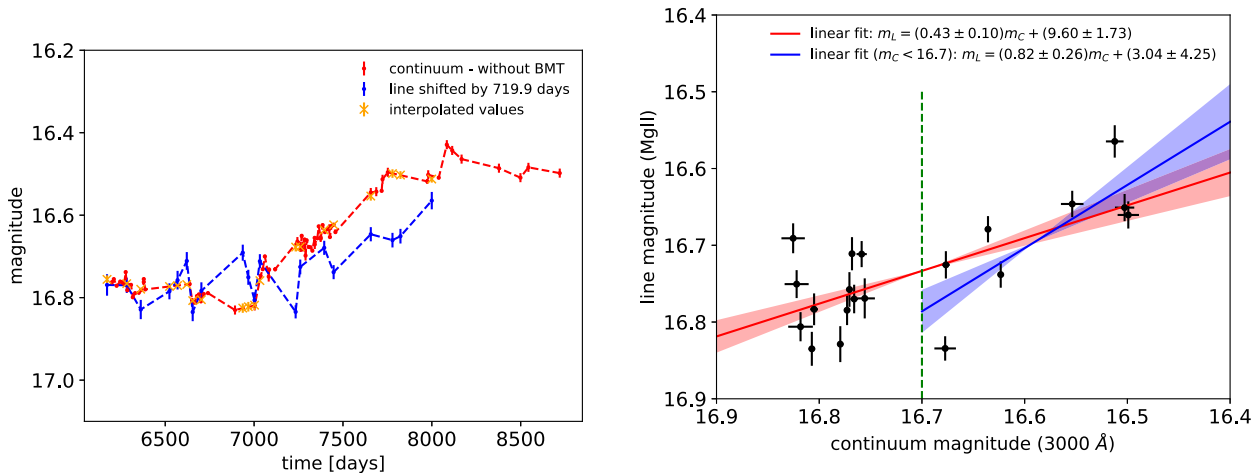 16.2
16.4
16.6
16.8
17.0
magnitude
continuum - without BMT
line shifted by 719.9 days
interpolated values
6500 7000 7500 8000 8500
time [days]
16.4
16.5
16.6
16.7
16.8
16.9
line magnitude (MgII)
linear fit: m_L = (0.43 ± 0.10)m_C + (9.60 ± 1.73)
linear fit (m_C < 16.7): m_L = (0.82 ± 0.26)m_C + (3.04 ± 4.25)
16.9 16.8 16.7 16.6 16.5 16.4
continuum magnitude (3000 Å)